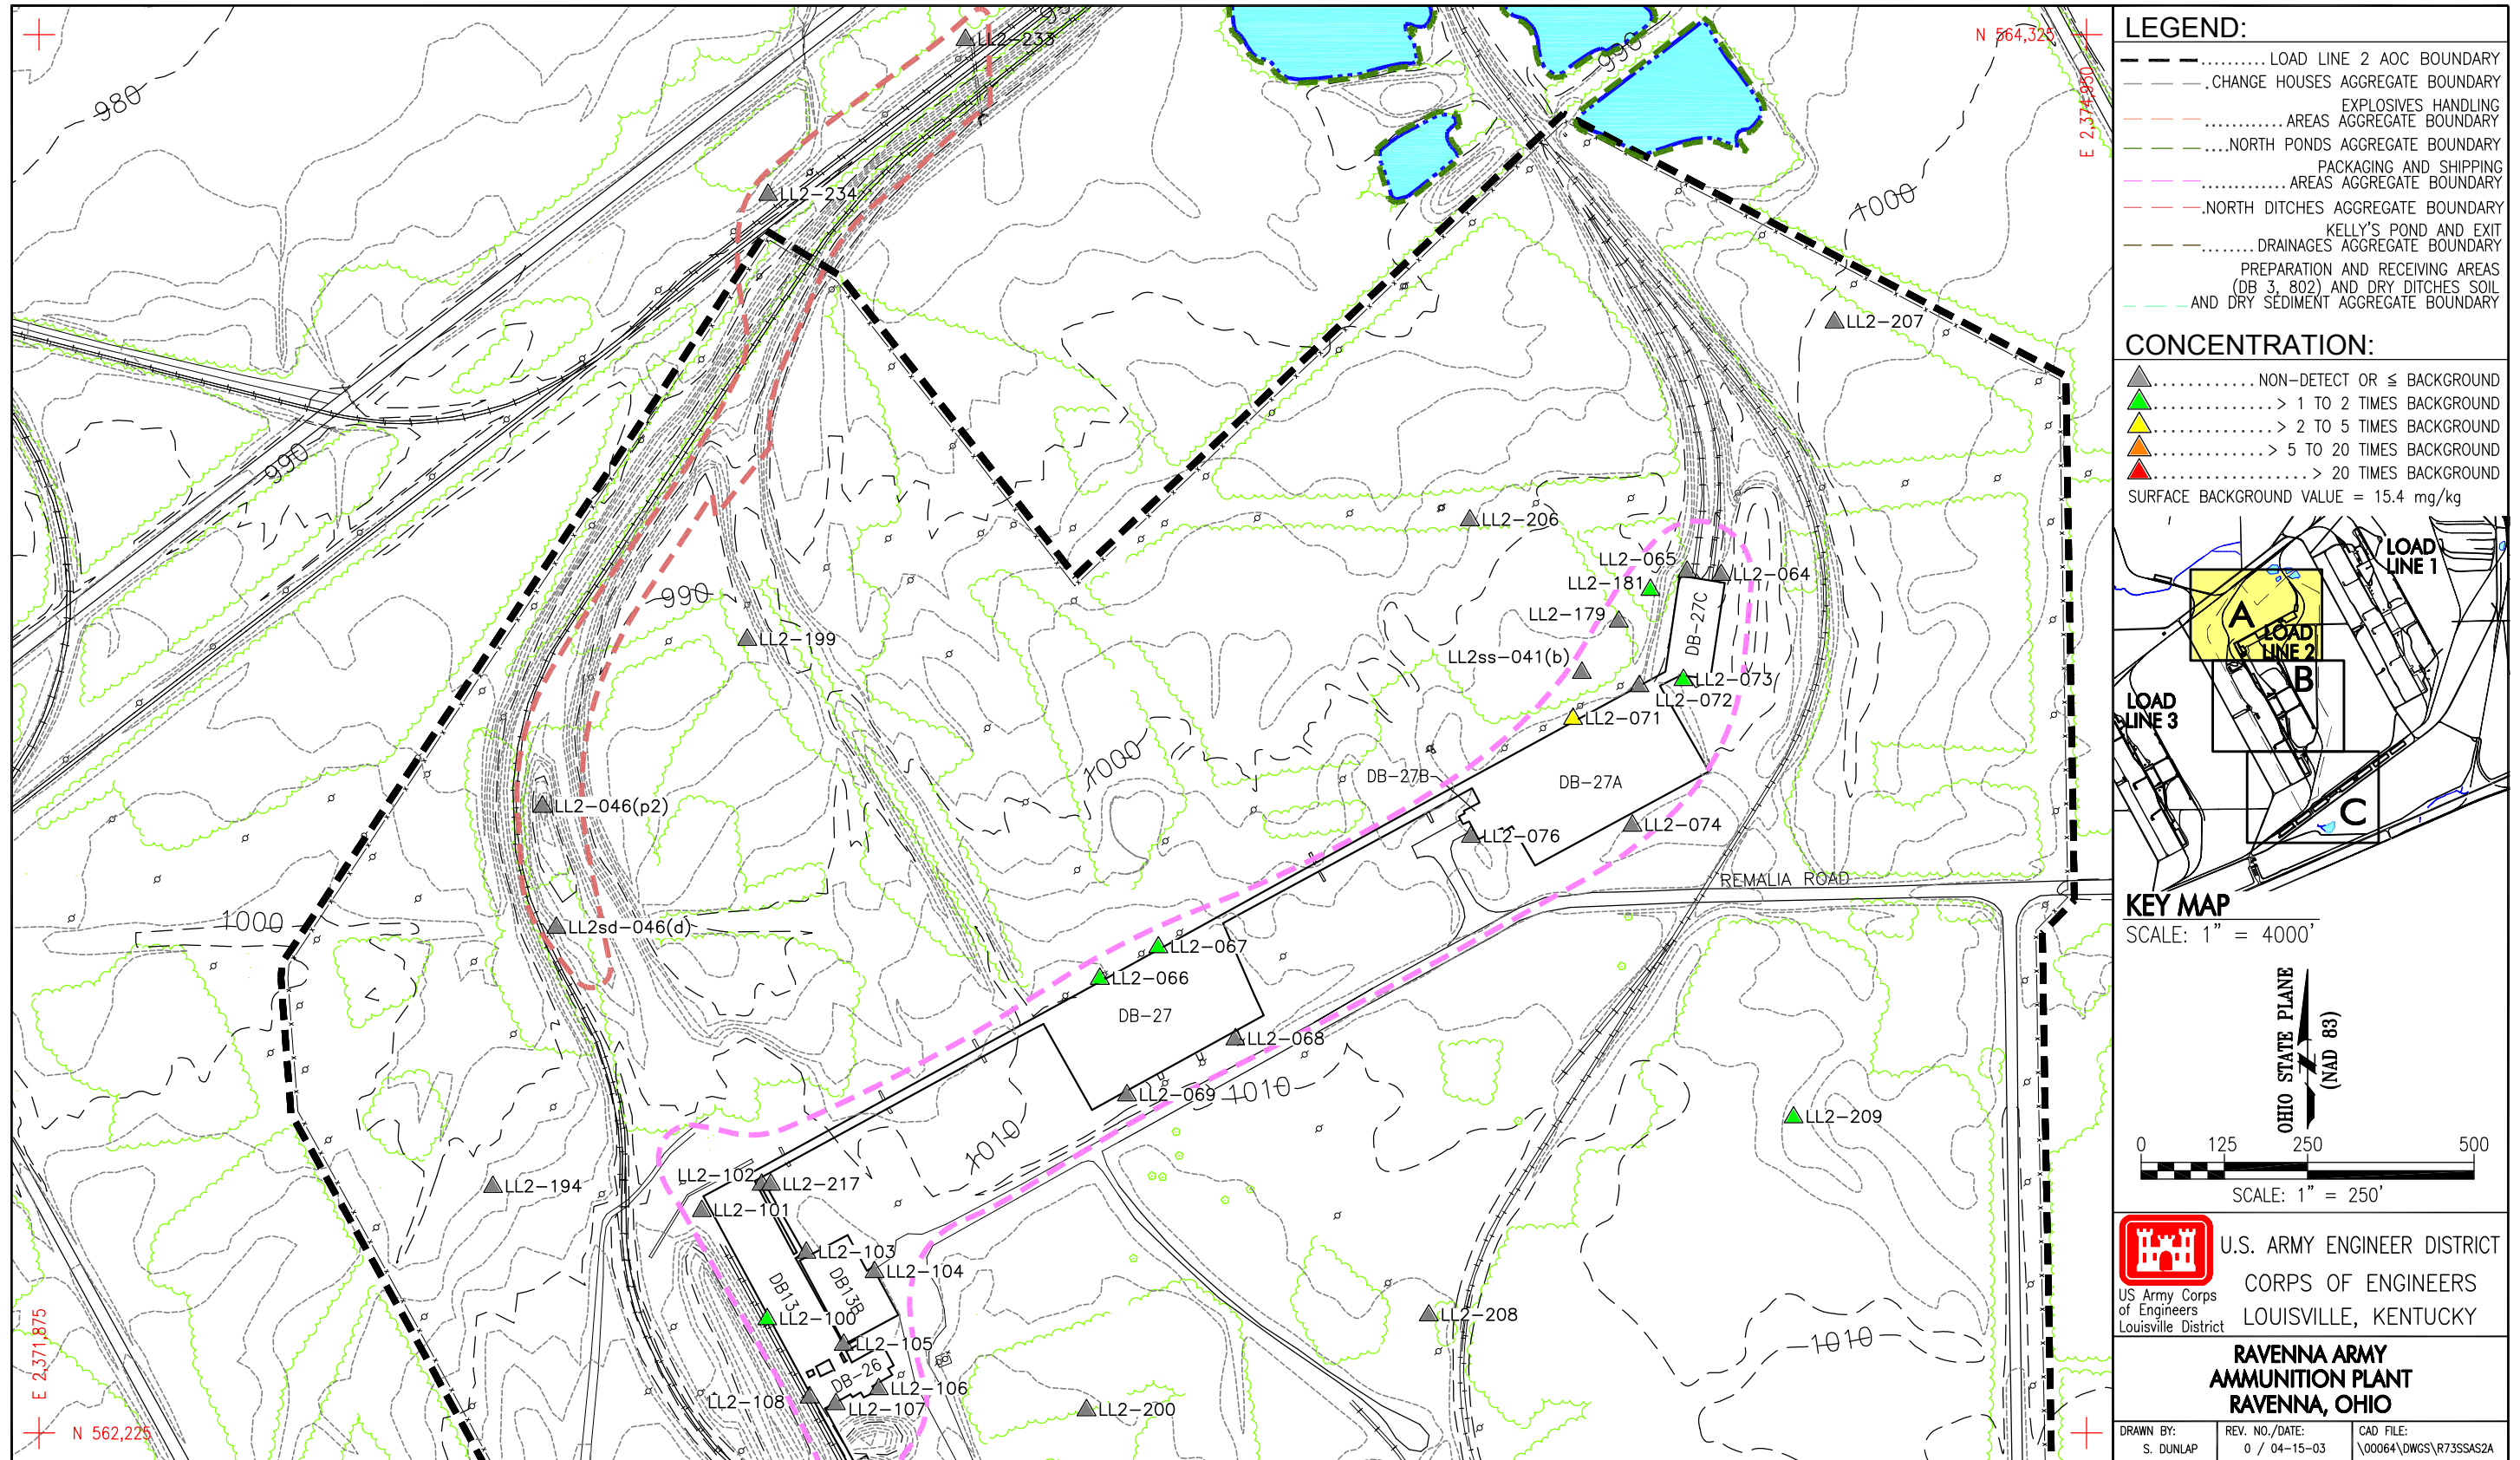 980
LL2-233
N 564,325
990
E 2,374,950
LL2-234
1000
LL2-207
990
LL2-206
LL2-065
LL2-064
LL2-181
990
LL2-179
DB-27C
LL2-199
LL2ss-041(b)
LL2-073
LL2-072
LL2-071
1000
DB-27B
DB-27A
LL2-046(p2)
LL2-074
LL2-076
REMALIA ROAD
1000
LL2sd-046(d)
LL2-067
LL2-066
DB-27
LL2-068
LL2-069
1010
LL2-209
1010
LL2-102
LL2-217
LL2-194
LL2-101
LL2-103
LL2-104
DB13
DB13B
LL2-100
LL2-208
LL2-105
1010
DB-26
LL2-106
LL2-108
LL2-107
LL2-200
E 2,371,875
N 562,225
LEGEND:
LOAD LINE 2 AOC BOUNDARY
CHANGE HOUSES AGGREGATE BOUNDARY
EXPLOSIVES HANDLING
AREAS AGGREGATE BOUNDARY
NORTH PONDS AGGREGATE BOUNDARY
PACKAGING AND SHIPPING
AREAS AGGREGATE BOUNDARY
NORTH DITCHES AGGREGATE BOUNDARY
KELLY'S POND AND EXIT
DRAINAGES AGGREGATE BOUNDARY
PREPARATION AND RECEIVING AREAS
(DB 3, 802) AND DRY DITCHES SOIL
AND DRY SEDIMENT AGGREGATE BOUNDARY
CONCENTRATION:
NON-DETECT OR ≤ BACKGROUND
> 1 TO 2 TIMES BACKGROUND
> 2 TO 5 TIMES BACKGROUND
> 5 TO 20 TIMES BACKGROUND
> 20 TIMES BACKGROUND
SURFACE BACKGROUND VALUE = 15.4 mg/kg
LOAD
LINE 1
A
LOAD
LINE 2
B
LOAD
LINE 3
C
KEY MAP
SCALE: 1" = 4000'
OHIO STATE PLANE
(NAD 83)
0 125 250 500
SCALE: 1" = 250'
US Army Corps
of Engineers
Louisville District
U.S. ARMY ENGINEER DISTRICT
CORPS OF ENGINEERS
LOUISVILLE, KENTUCKY
RAVENNA ARMY
AMMUNITION PLANT
RAVENNA, OHIO
DRAWN BY:
S. DUNLAP
REV. NO./DATE:
0 / 04-15-03
CAD FILE:
\00064\DWGS\R73SSAS2A